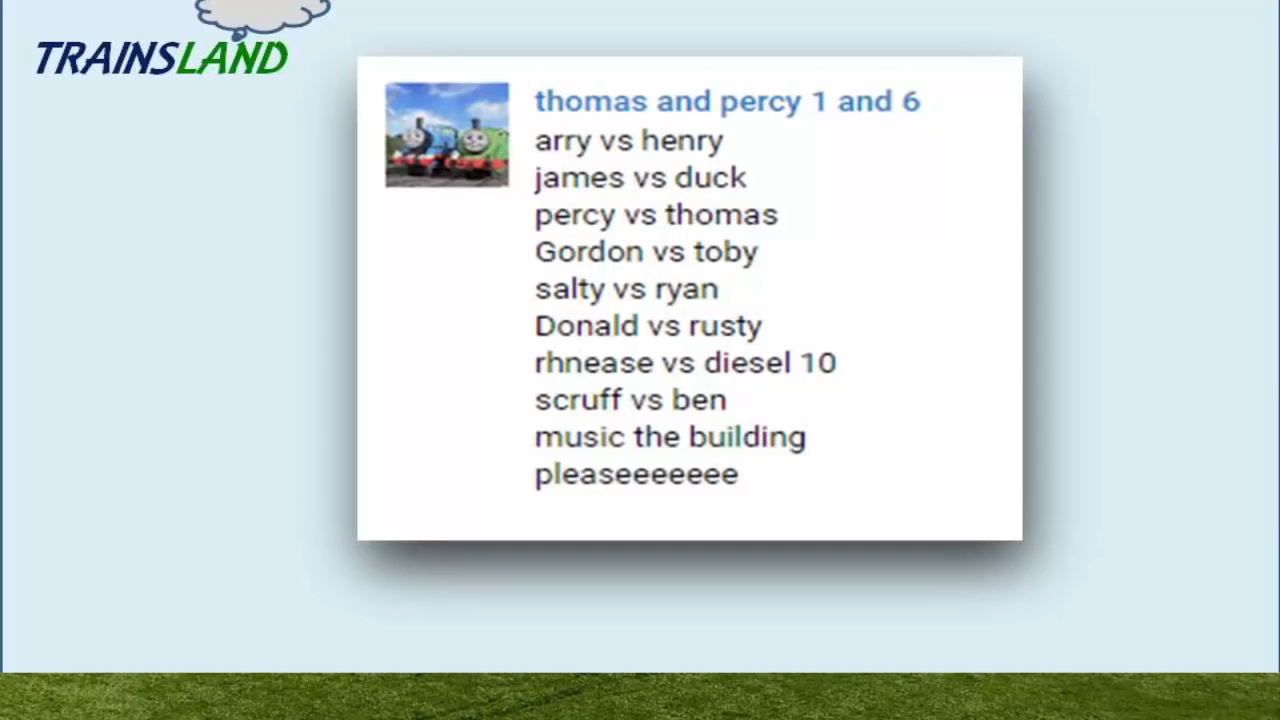 TRAINSLAND
thomas and percy 1 and 6
arry vs henry
james vs duck
percy vs thomas
Gordon vs toby
salty vs ryan
Donald vs rusty
rhnease vs diesel 10
scruff vs ben
music the building
pleaseeeeeee